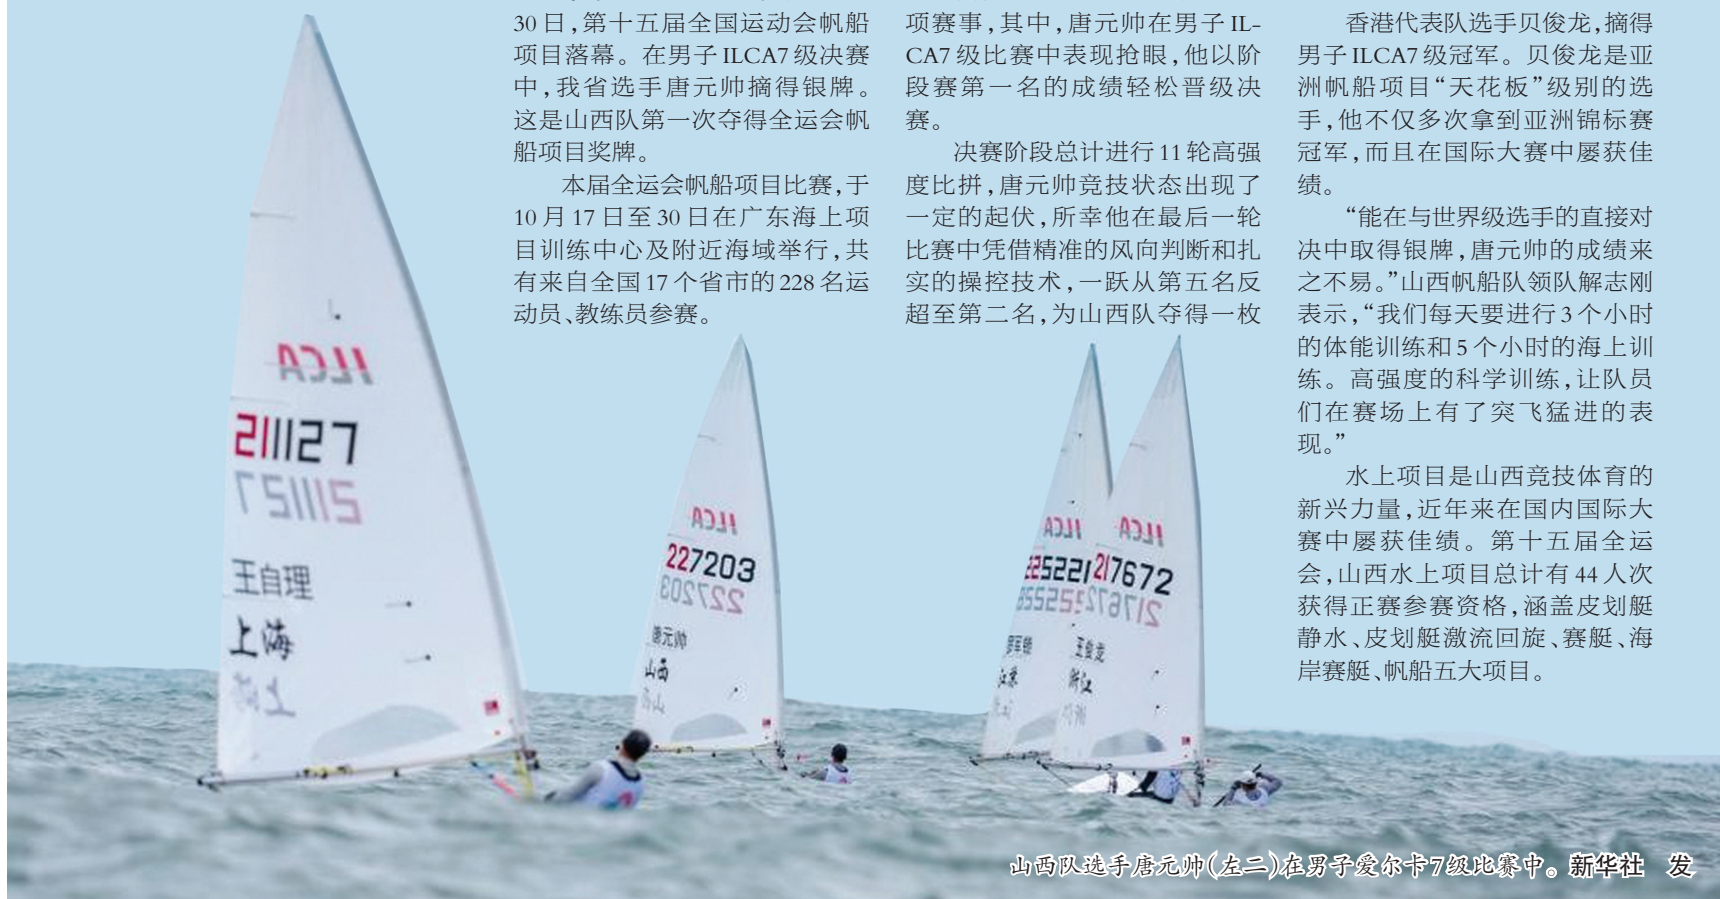 30日，第十五届全国运动会帆船
项目落幕。在男子ILCA7级决赛
中，我省选手唐元帅摘得银牌。
这是山西队第一次夺得全运会帆
船项目奖牌。
本届全运会帆船项目比赛，于
10月17日至30日在广东海上项
目训练中心及附近海域举行，共
有来自全国17个省市的228名运
动员、教练员参赛。
项赛事，其中，唐元帅在男子IL-
CA7级比赛中表现抢眼，他以阶
段赛第一名的成绩轻松晋级决
赛。
决赛阶段总计进行11轮高强
度比拼，唐元帅竞技状态出现了
一定的起伏，所幸他在最后一轮
比赛中凭借精准的风向判断和扎
实的操控技术，一跃从第五名反
超至第二名，为山西队夺得一枚
香港代表队选手贝俊龙，摘得
男子ILCA7级冠军。贝俊龙是亚
洲帆船项目“天花板”级别的选
手，他不仅多次拿到亚洲锦标赛
冠军，而且在国际大赛中屡获佳
绩。
“能在与世界级选手的直接对
决中取得银牌，唐元帅的成绩来
之不易。”山西帆船队领队解志刚
表示，“我们每天要进行3个小时
的体能训练和5个小时的海上训
练。高强度的科学训练，让队员
们在赛场上有了突飞猛进的表
现。”
水上项目是山西竞技体育的
新兴力量，近年来在国内国际大
赛中屡获佳绩。第十五届全运
会，山西水上项目总计有44人次
获得正赛参赛资格，涵盖皮划艇
静水、皮划艇激流回旋、赛艇、海
岸赛艇、帆船五大项目。
ILCA
211127
王自理
上海
ILCA
227203
唐元帅
山西
ILCA
225221
江苏
ILCA
217672
王俊龙
浙江
山西队选手唐元帅（左二）在男子爱尔卡7级比赛中。新华社 发